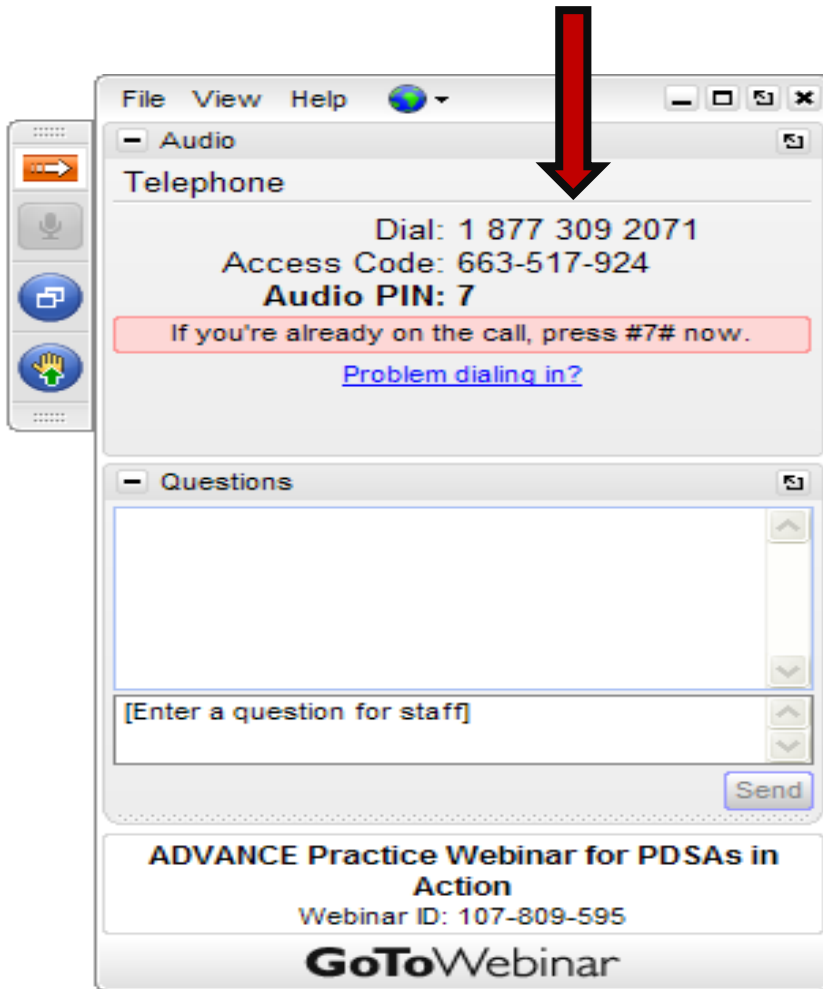 File View Help
Audio
Telephone
Dial: 1 877 309 2071
Access Code: 663-517-924
Audio PIN: 7
If you're already on the call, press #7# now.
Problem dialing in?
Questions
[Enter a question for staff]
Send
ADVANCE Practice Webinar for PDSAs in
Action
Webinar ID: 107-809-595
GoToWebinar